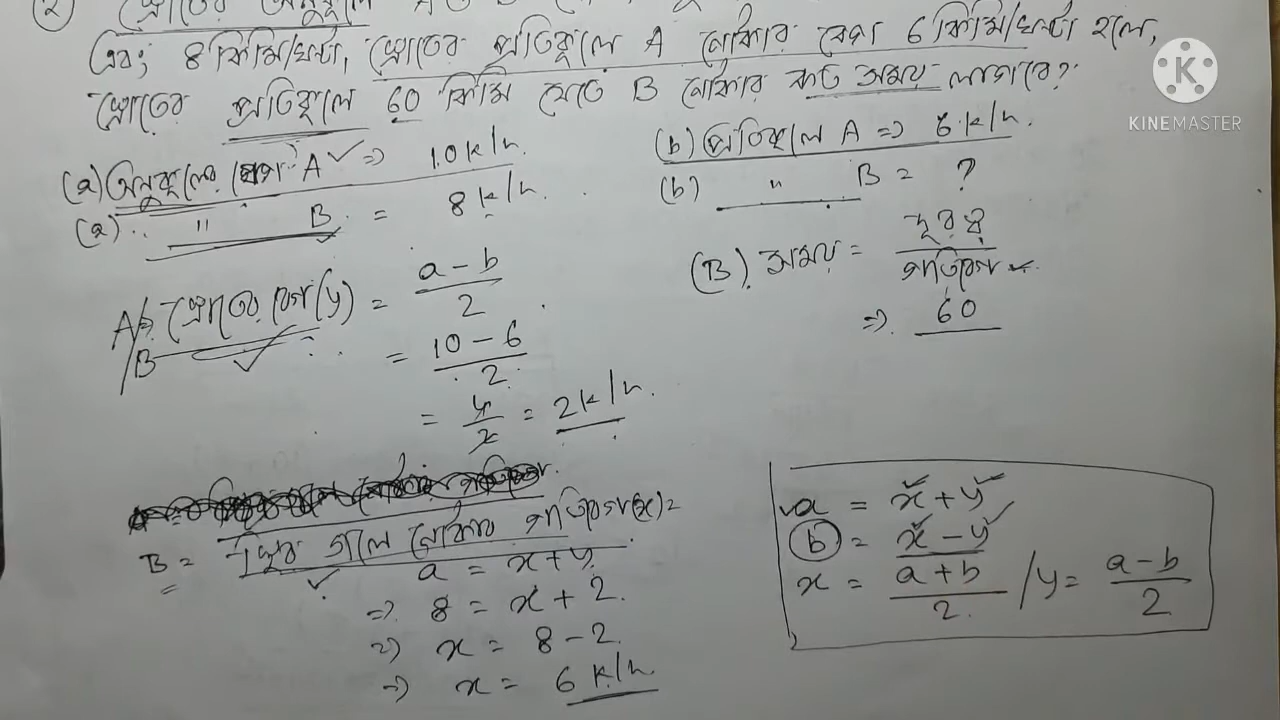 ২) স্রোতের অনুকূলে A ও B
এবং 8 কিমি/ঘন্টা, স্রোতের প্রতিকূলে A নৌকার বেগ 6 কিমি/ঘন্টা হলে,
স্রোতের প্রতিকূলে 60 কিমি যেতে B নৌকার কত সময় লাগবে?
(a) অনুকূলের বেগ A ✓ => 10 k/h.
(a) .. " B = 8 k/h.
(b) প্রতিকূলে A => 6 k/h.
(b) " B = ?
A/B স্রোতের বেগ (y) = a - b / 2
= 10 - 6 / 2
= 4/2 = 2 k/h.
(B) সময় = দূরত্ব / গতিবেগ
=> 60
B = স্থির জলে নৌকার গতিবেগ (x) =
a = x + y
=> 8 = x + 2.
=> x = 8 - 2.
=> x = 6 k/h.
a = x + y
b = x - y
x = a + b / 2 / y = a - b / 2
KINEMASTER